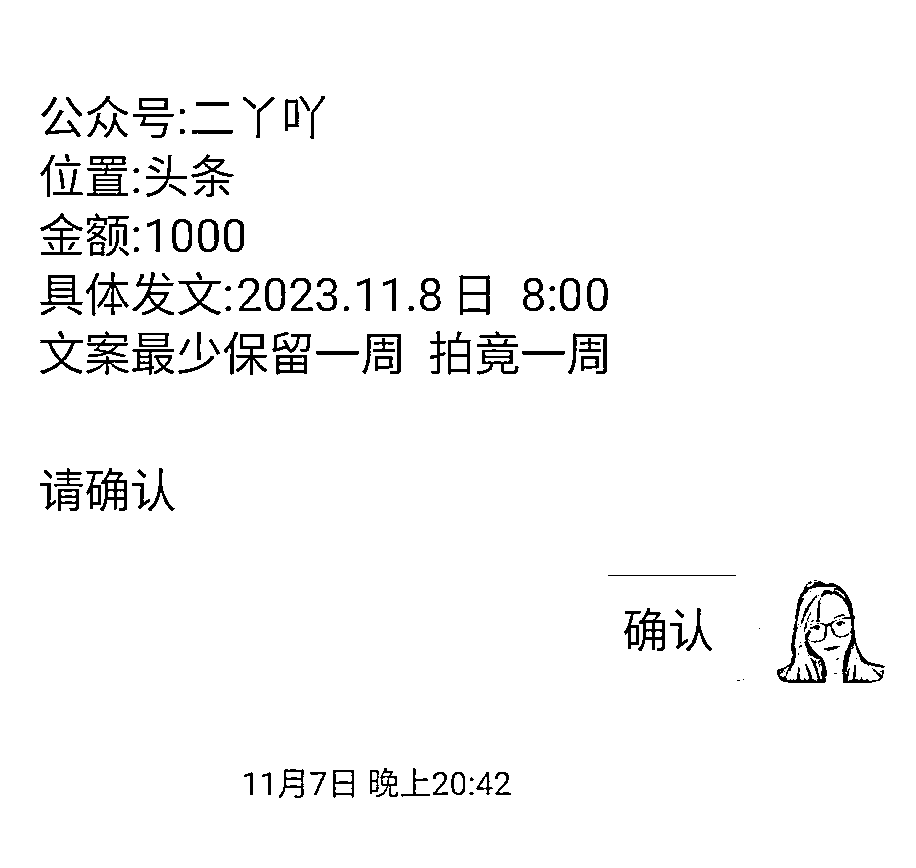 公众号:二丫吖
位置:头条
金额:1000
具体发文:2023.11.8日 8:00
文案最少保留一周 拍竟一周
请确认
确认
11月7日 晚上20:42